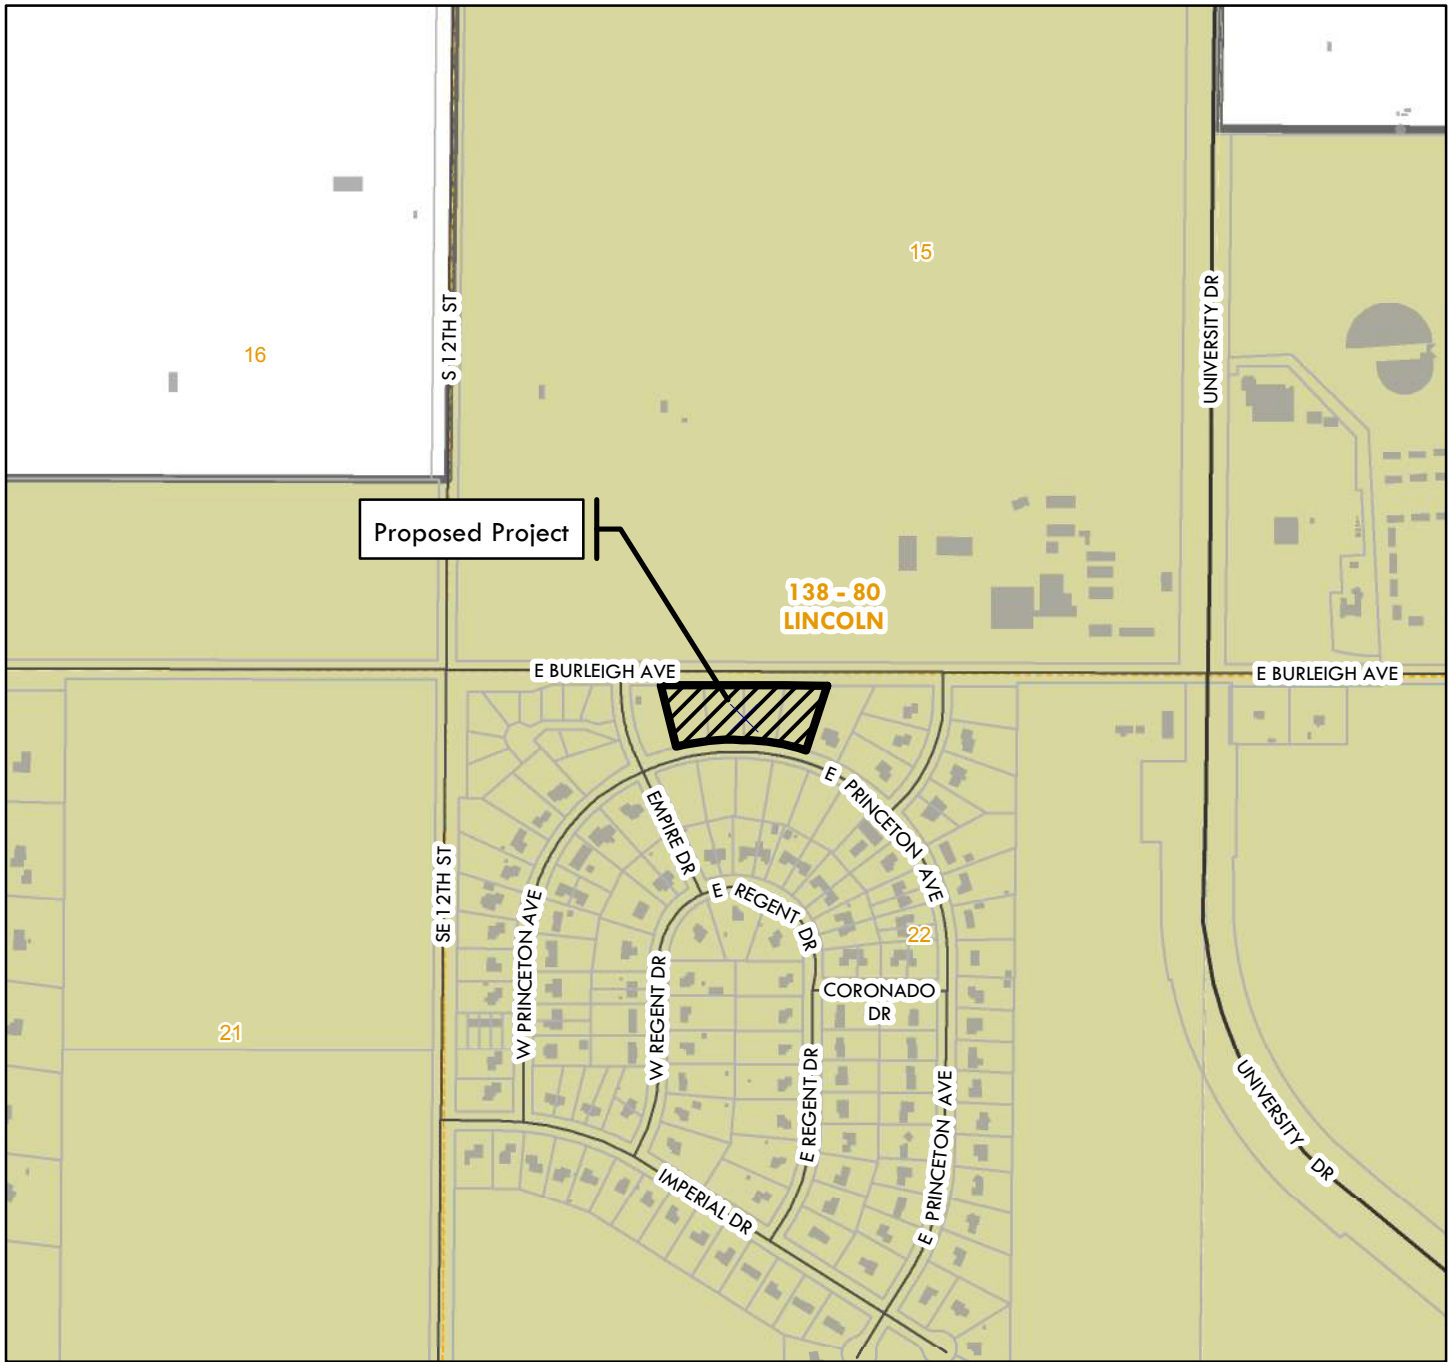 15
S 12TH ST
UNIVERSITY DR
16
Proposed Project
138 - 80
LINCOLN
E BURLEIGH AVE
E BURLEIGH AVE
E PRINCETON AVE
EMPIRE DR
SE 12TH ST
E REGENT DR
W PRINCETON AVE
22
W REGENT DR
CORONADO
DR
21
E REGENT DR
E PRINCETON AVE
UNIVERSITY DR
IMPERIAL DR